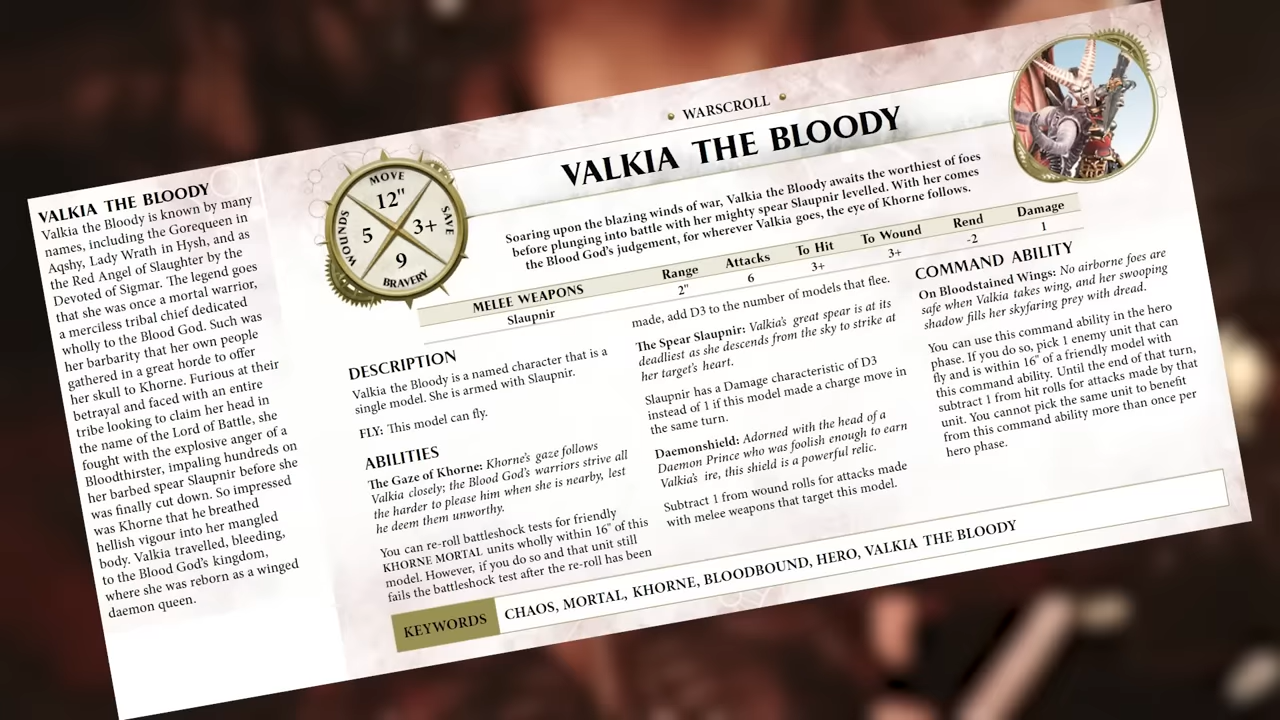 VALKIA THE BLOODY
Valkia the Bloody is known by many
names, including the Gorequeen in
Aqshy, Lady Wrath in Hysh, and as
the Red Angel of Slaughter by the
Devoted of Sigmar. The legend goes
that she was once a mortal warrior,
a merciless tribal chief dedicated
wholly to the Blood God. Such was
her barbarity that her own people
gathered in a great horde to offer
her skull to Khorne. Furious at their
betrayal and faced with an entire
tribe looking to claim her head in
the name of the Lord of Battle, she
fought with the explosive anger of a
Bloodthirster, impaling hundreds on
her barbed spear Slaupnir before she
was finally cut down. So impressed
was Khorne that he breathed
hellish vigour into her mangled
body. Valkia travelled, bleeding,
to the Blood God's kingdom,
where she was reborn as a winged
daemon queen.
MOVE
12"
WOUNDS
5
3+
SAVE
9
BRAVERY
WARSCROLL
VALKIA THE BLOODY
Soaring upon the blazing winds of war, Valkia the Bloody awaits the worthiest of foes
before plunging into battle with her mighty spear Slaupnir levelled. With her comes
the Blood God's judgement, for wherever Valkia goes, the eye of Khorne follows.
MELEE WEAPONS Range Attacks To Hit To Wound Rend Damage
Slaupnir 2" 6 3+ 3+ -2 1
DESCRIPTION
Valkia the Bloody is a named character that is a
single model. She is armed with Slaupnir.
FLY: This model can fly.
ABILITIES
The Gaze of Khorne: Khorne's gaze follows
Valkia closely; the Blood God's warriors strive all
the harder to please him when she is nearby, lest
he deem them unworthy.
You can re-roll battleshock tests for friendly
KHORNE MORTAL units wholly within 16" of this
model. However, if you do so and that unit still
fails the battleshock test after the re-roll has been
made, add D3 to the number of models that flee.
The Spear Slaupnir: Valkia's great spear is at its
deadliest as she descends from the sky to strike at
her target's heart.
Slaupnir has a Damage characteristic of D3
instead of 1 if this model made a charge move in
the same turn.
Daemonshield: Adorned with the head of a
Daemon Prince who was foolish enough to earn
Valkia's ire, this shield is a powerful relic.
Subtract 1 from wound rolls for attacks made
with melee weapons that target this model.
COMMAND ABILITY
On Bloodstained Wings: No airborne foes are
safe when Valkia takes wing, and her swooping
shadow fills her skyfaring prey with dread.
You can use this command ability in the hero
phase. If you do so, pick 1 enemy unit that can
fly and is within 16" of a friendly model with
this command ability. Until the end of that turn,
subtract 1 from hit rolls for attacks made by that
unit. You cannot pick the same unit to benefit
from this command ability more than once per
hero phase.
KEYWORDS CHAOS, MORTAL, KHORNE, BLOODBOUND, HERO, VALKIA THE BLOODY